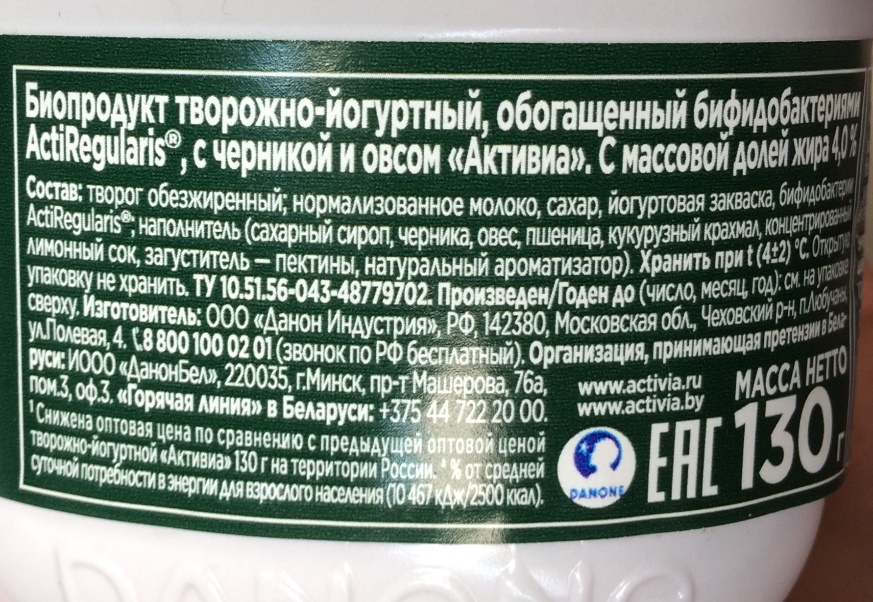 Биопродукт творожно-йогуртный, обогащенный бифидобактериями
ActiRegularis®, с черникой и овсом «Активиа». С массовой долей жира 4,0 %
Состав: творог обезжиренный; нормализованное молоко, сахар, йогуртовая закваска, бифидобактерии
ActiRegularis®; наполнитель (сахарный сироп, черника, овес, пшеница, кукурузный крахмал, концентрированный
лимонный сок, загуститель — пектины, натуральный ароматизатор). Хранить при t (4±2) °C. Открытую
упаковку не хранить. ТУ 10.51.56-043-48779702. Произведен/Годен до (число, месяц, год): см. на упаковке
сверху. Изготовитель: ООО «Данон Индустрия», РФ, 142380, Московская обл., Чеховский р-н, п.Любучаны,
ул.Полевая, 4. 8 800 100 02 01 (звонок по РФ бесплатный). Организация, принимающая претензии в Бела-
руси: ИООО «ДанонБел», 220035, г.Минск, пр-т Машерова, 76а,
пом.3, оф.3. «Горячая линия» в Беларуси: +375 44 722 20 00.
¹ Снижена оптовая цена по сравнению с предыдущей оптовой ценой
творожно-йогуртной «Активиа» 130 г на территории России. * % от средней
суточной потребности в энергии для взрослого населения (10 467 кДж/2500 ккал).
www.activia.ru
www.activia.by
МАССА НЕТТО
130 г
DANONE
EAC
DANONE